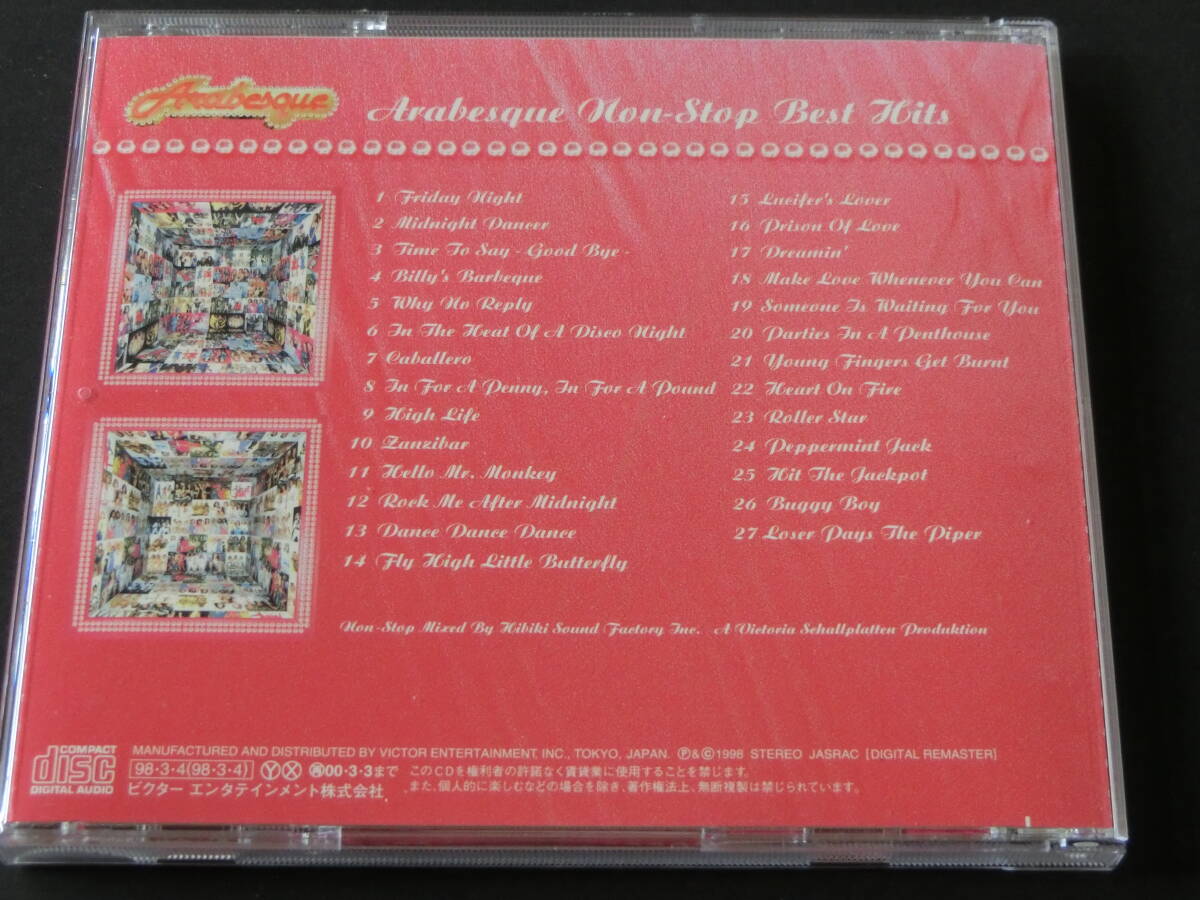 Arabesque
Arabesque Non-Stop Best Hits
1 Friday Night
2 Midnight Dancer
3 Time To Say - Good Bye -
4 Billy's Barbeque
5 Why No Reply
6 In The Heat Of A Disco Night
7 Caballero
8 In For A Penny, In For A Pound
9 High Life
10 Zanzibar
11 Hello Mr. Monkey
12 Rock Me After Midnight
13 Dance Dance Dance
14 Fly High Little Butterfly
15 Lucifer's Lover
16 Prison Of Love
17 Dreamin'
18 Make Love Whenever You Can
19 Someone Is Waiting For You
20 Parties In A Penthouse
21 Young Fingers Get Burnt
22 Heart On Fire
23 Roller Star
24 Peppermint Jack
25 Hit The Jackpot
26 Buggy Boy
27 Loser Pays The Piper
Non-Stop Mixed By Hibiki Sound Factory Inc. A Victoria Schallplatten Produktion
COMPACT
disc
DIGITAL AUDIO
MANUFACTURED AND DISTRIBUTED BY VICTOR ENTERTAINMENT, INC., TOKYO, JAPAN. Ⓟ&©1998 STEREO JASRAC [DIGITAL REMASTER]
98・3・4(98・3・4) Ⓨ Ⓧ 00・3・3まで このCDを権利者の許諾なく賃貸業に使用することを禁じます。
ビクター エンタテインメント株式会社 また、個人的に楽しむなどの場合を除き、著作権法上、無断複製は禁じられています。